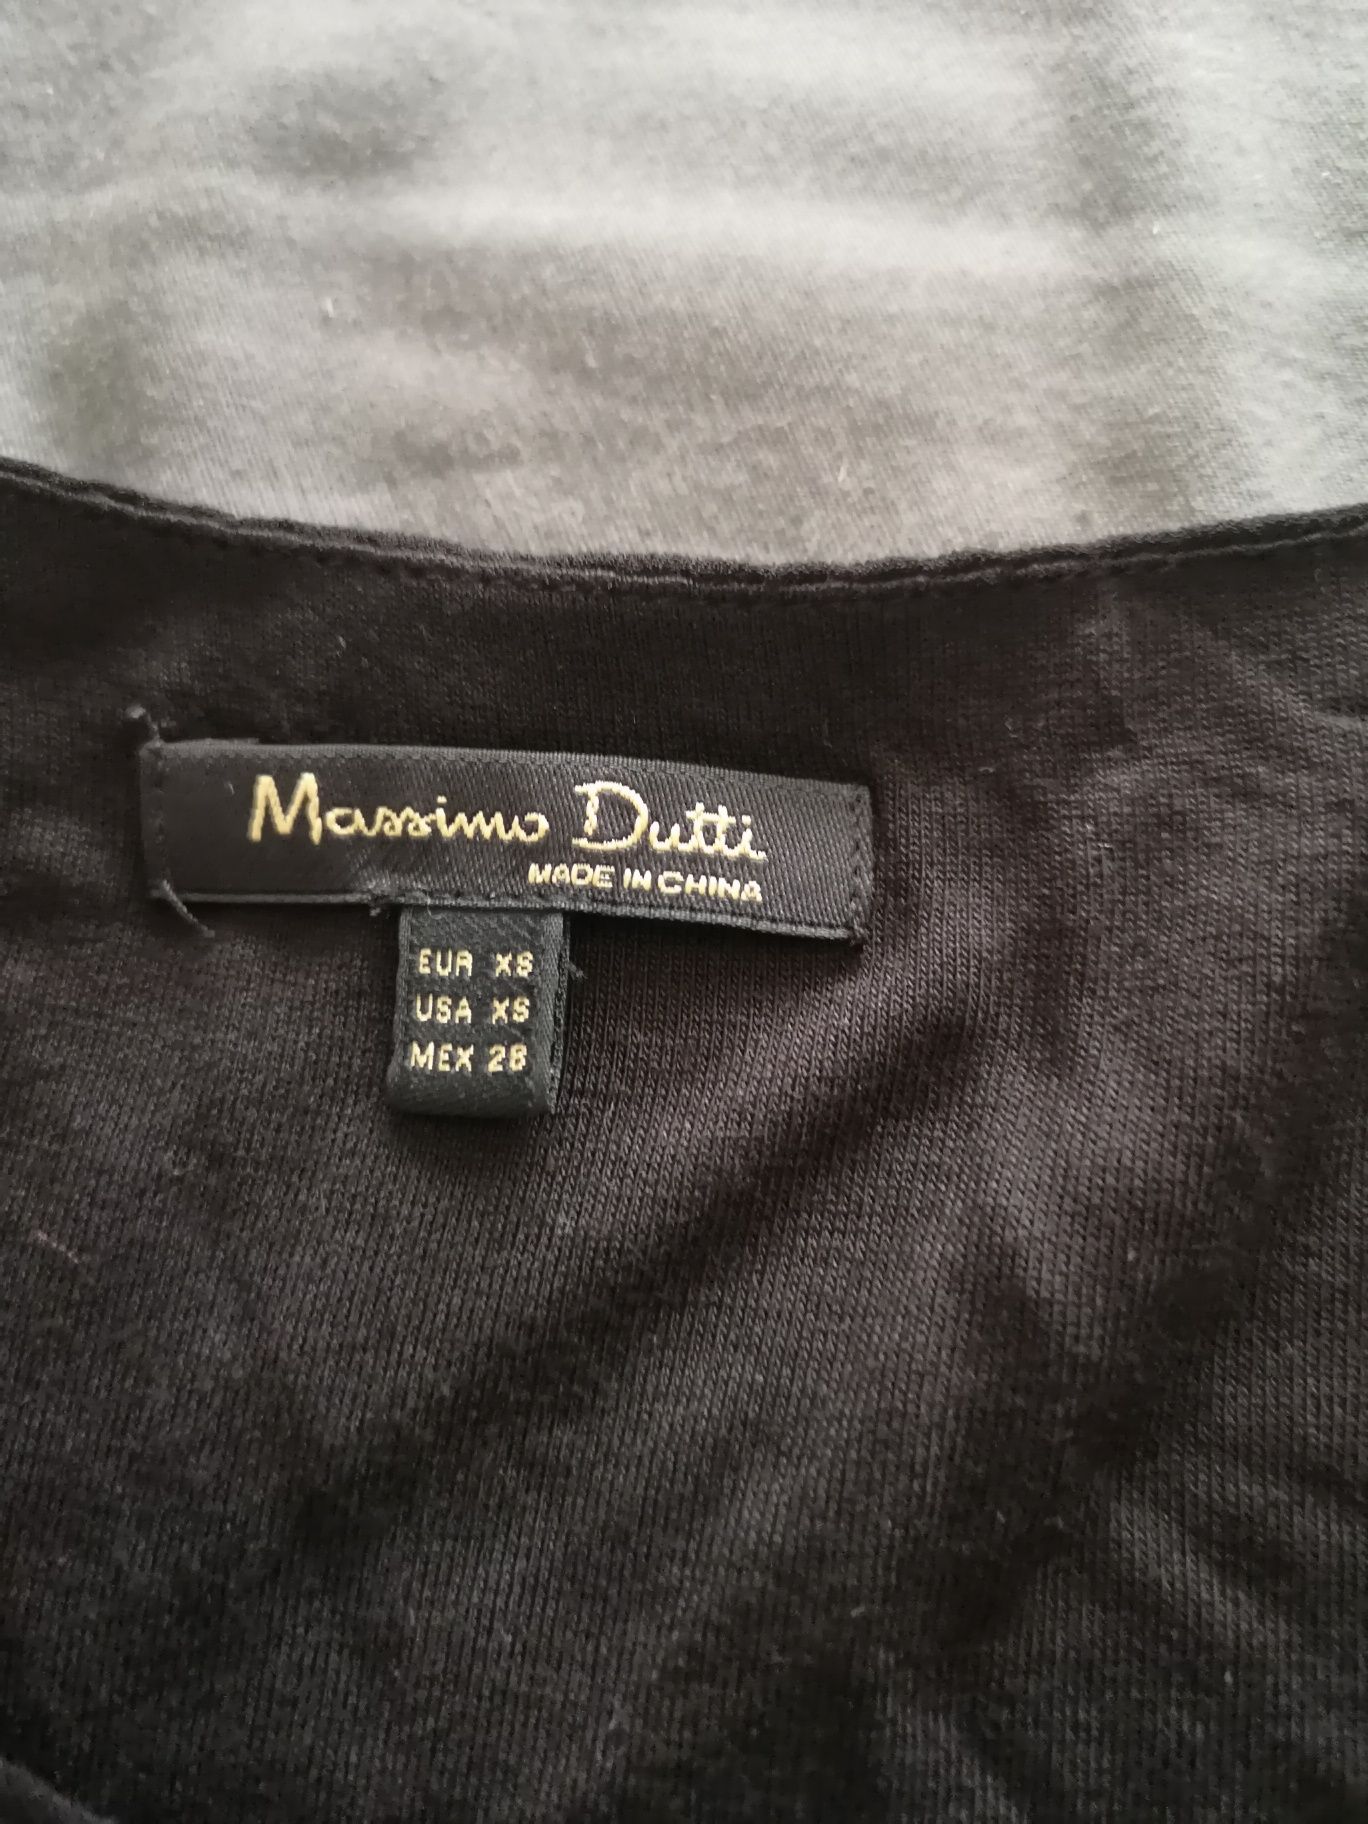 Massimo Dutti
MADE IN CHINA
EUR XS
USA XS
MEX 28